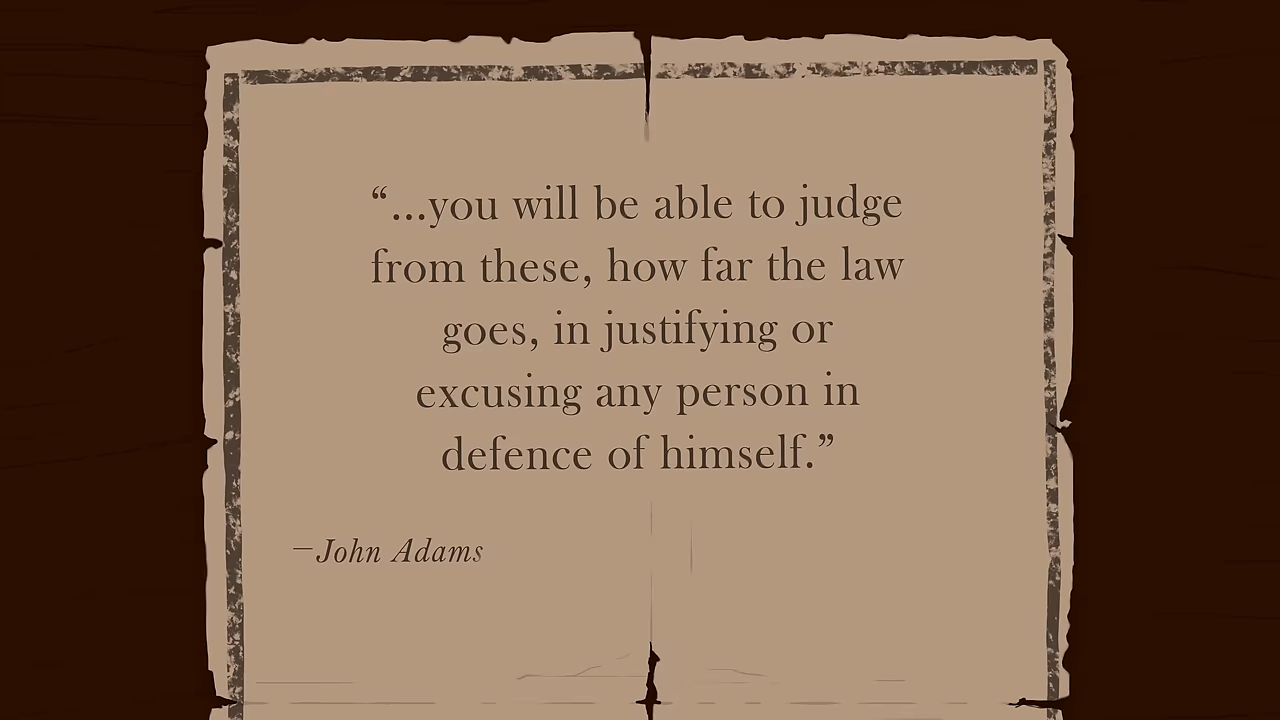 “...you will be able to judge
from these, how far the law
goes, in justifying or
excusing any person in
defence of himself.”
—John Adams